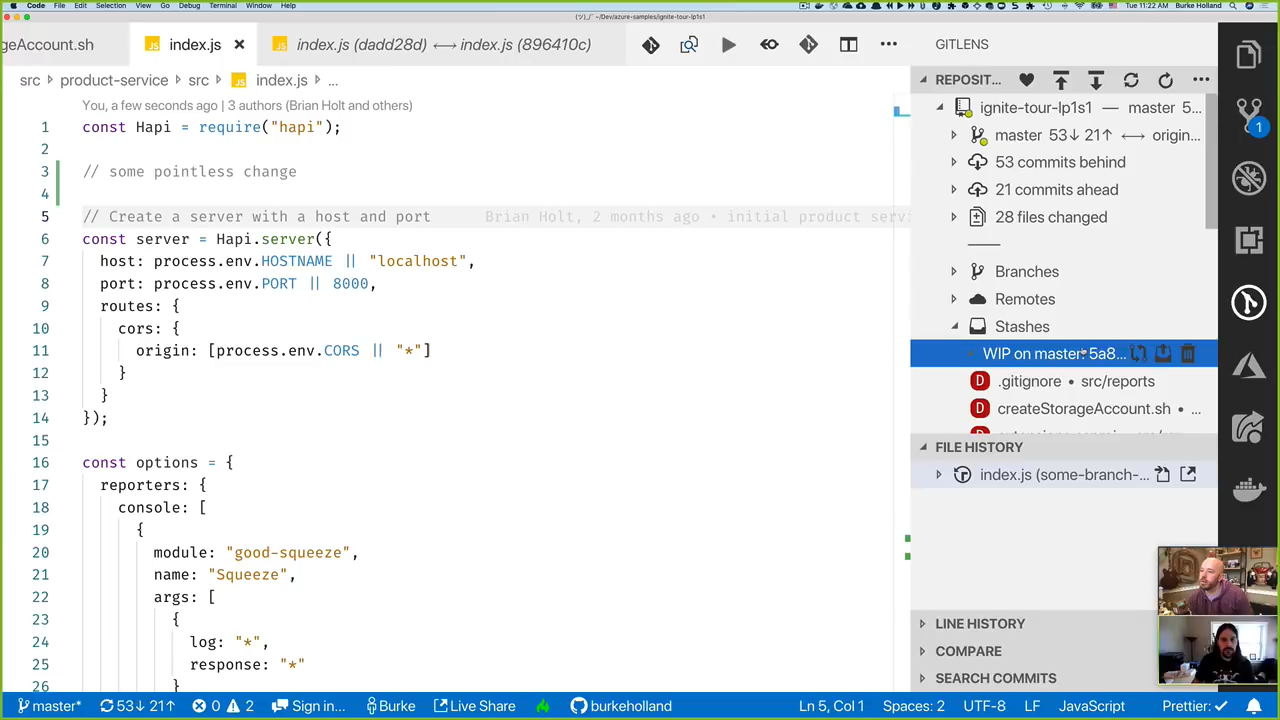 Code File Edit Selection View Go Debug Terminal Window Help
Tue 11:22 AM Burke Holland
~/Dev/azure-samples/ignite-tour-lp1s1
geAccount.sh
index.js
index.js (dadd28d) ⟷ index.js (896410c)
GITLENS
src › product-service › src › index.js › ...
You, a few seconds ago | 3 authors (Brian Holt and others)
1 const Hapi = require("hapi");
2
3 // some pointless change
4
5 // Create a server with a host and port Brian Holt, 2 months ago • initial product servi
6 const server = Hapi.server({
7 host: process.env.HOSTNAME || "localhost",
8 port: process.env.PORT || 8000,
9 routes: {
10 cors: {
11 origin: [process.env.CORS || "*"]
12 }
13 }
14 });
15
16 const options = {
17 reporters: {
18 console: [
19 {
20 module: "good-squeeze",
21 name: "Squeeze",
22 args: [
23 {
24 log: "*",
25 response: "*"
26 }
REPOSIT...
ignite-tour-lp1s1 — master 5...
master 53↓ 21↑ ⟷ origin...
53 commits behind
21 commits ahead
28 files changed
Branches
Remotes
Stashes
WIP on master: 5a8...
D .gitignore • src/reports
D createStorageAccount.sh • ...
D
FILE HISTORY
index.js (some-branch-...
LINE HISTORY
COMPARE
SEARCH COMMITS
1
master* 53↓ 21↑ 0 2 Sign in... Burke Live Share burkeholland Ln 5, Col 1 Spaces: 2 UTF-8 LF JavaScript Prettier: ✓